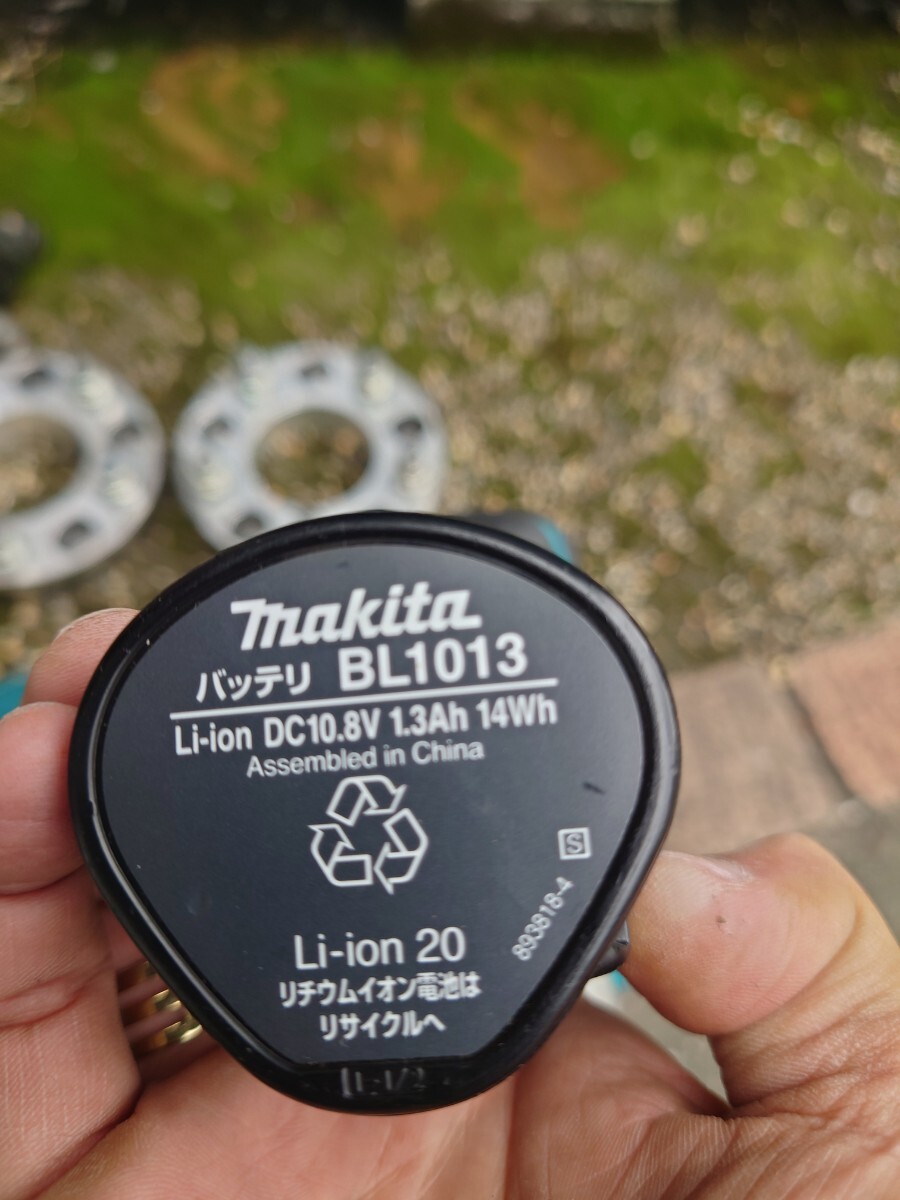 makita
バッテリ BL1013
Li-ion DC10.8V 1.3Ah 14Wh
Assembled in China
S
893818-4
Li-ion 20
リチウムイオン電池は
リサイクルへ